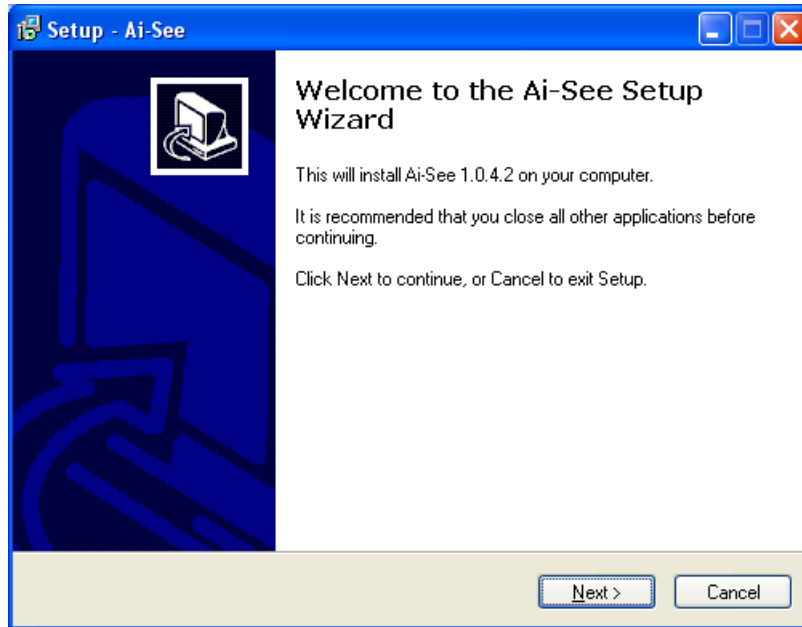 Setup - Ai-See
Welcome to the Ai-See Setup
Wizard
This will install Ai-See 1.0.4.2 on your computer.
It is recommended that you close all other applications before
continuing.
Click Next to continue, or Cancel to exit Setup.
Next > Cancel